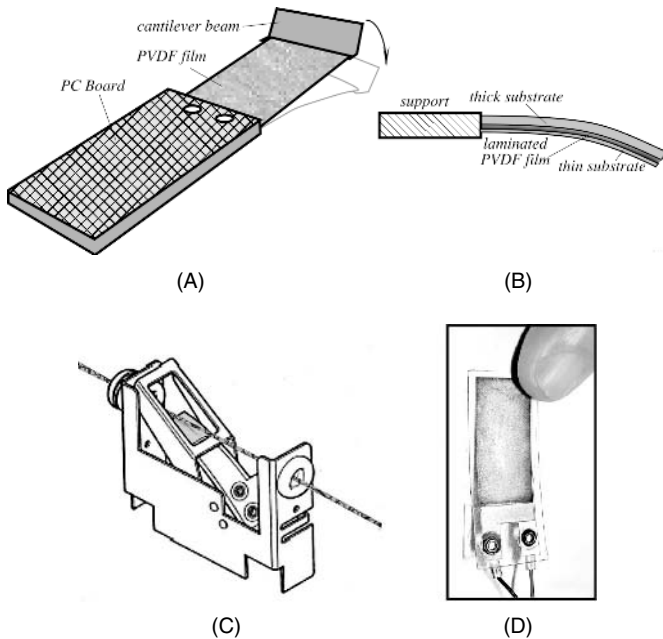 cantilever beam
PVDF film
PC Board
(A)
support
thick substrate
laminated
PVDF film
thin substrate
(B)
(C)
(D)